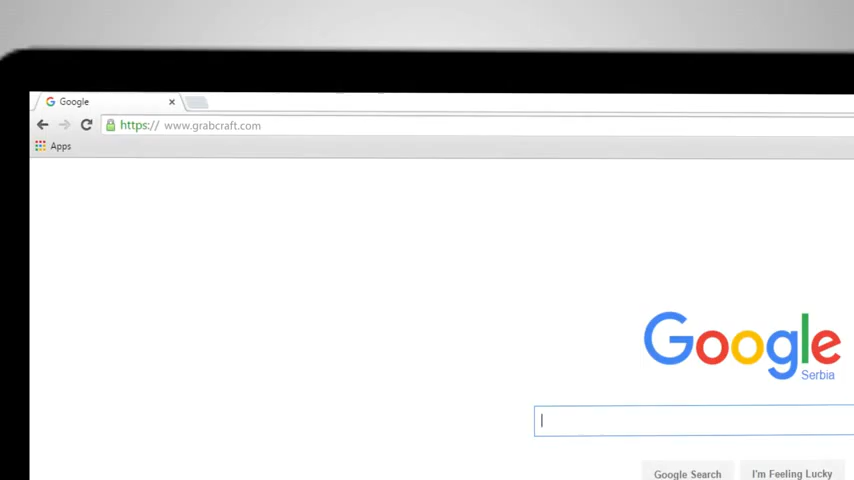 Google
https:// www.grabcraft.com
Apps
Google
Serbia
Google Search
I'm Feeling Lucky